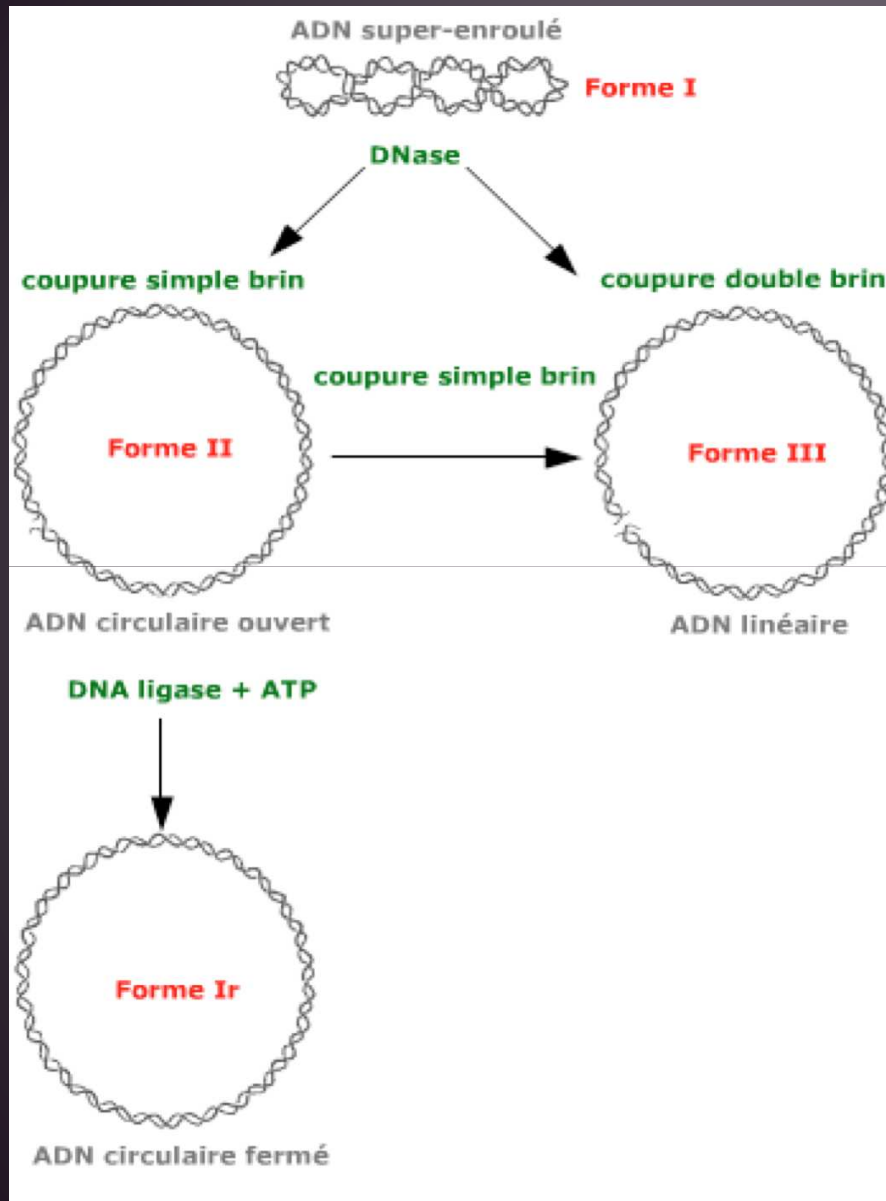 ADN super-enroulé
Forme I
DNase
coupure simple brin
coupure double brin
coupure simple brin
Forme II
Forme III
ADN circulaire ouvert
ADN linéaire
DNA ligase + ATP
Forme Ir
ADN circulaire fermé